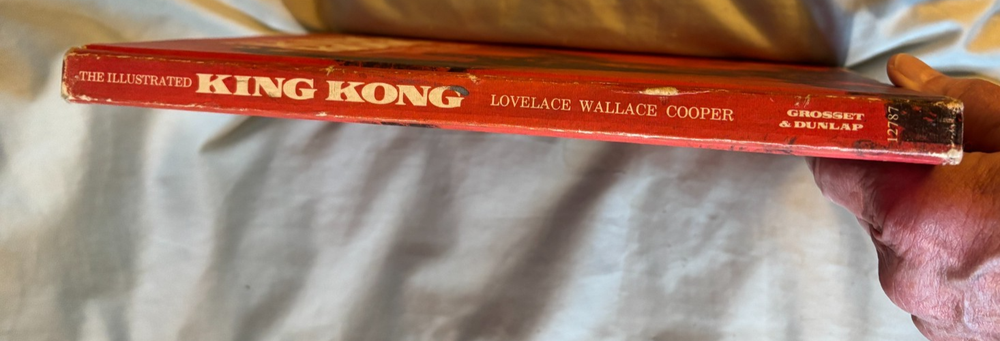 THE ILLUSTRATED KING KONG LOVELACE WALLACE COOPER
GROSSET
& DUNLAP
12787